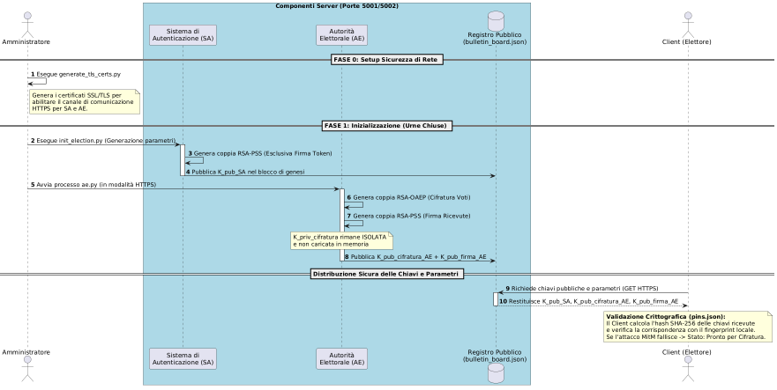 Componenti Server (Porte 5001/5002)
Amministratore
Sistema di
Autenticazione (SA)
Autorità
Elettorale (AE)
Registro Pubblico
(bulletin_board.json)
Client (Elettore)
FASE 0: Setup Sicurezza di Rete
1 Esegue generate_tls_certs.py
Genera i certificati SSL/TLS per
abilitare il canale di comunicazione
HTTPS per SA e AE.
FASE 1: Inizializzazione (Urne Chiuse)
2 Esegue init_election.py (Generazione parametri)
3 Genera coppia RSA-PSS (Esclusiva Firma Token)
4 Pubblica K_pub_SA nel blocco di genesi
5 Avvia processo ae.py (in modalità HTTPS)
6 Genera coppia RSA-OAEP (Cifratura Voti)
7 Genera coppia RSA-PSS (Firma Ricevute)
K_priv_cifratura rimane ISOLATA
e non caricata in memoria
8 Pubblica K_pub_cifratura_AE + K_pub_firma_AE
Distribuzione Sicura delle Chiavi e Parametri
9 Richiede chiavi pubbliche e parametri (GET HTTPS)
10 Restituisce K_pub_SA, K_pub_cifratura_AE, K_pub_firma_AE
Validazione Crittografica (pins.json):
Il Client calcola l'hash SHA-256 delle chiavi ricevute
e verifica la corrispondenza con il fingerprint locale.
Se l'attacco MitM fallisce -> Stato: Pronto per Cifratura.
Amministratore
Sistema di
Autenticazione (SA)
Autorità
Elettorale (AE)
Registro Pubblico
(bulletin_board.json)
Client (Elettore)